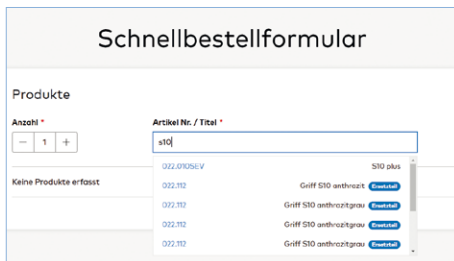 Schnellbestellformular
Produkte
Anzahl *
Artikel Nr. / Titel *
− 1 +
s10
022.010SEV S10 plus
Keine Produkte erfasst
022.112 Griff S10 anthrazit Ersatzteil
022.112 Griff S10 anthrazitgrau Ersatzteil
022.112 Griff S10 anthrazitgrau Ersatzteil
022.112 Griff S10 anthrazitgrau Ersatzteil